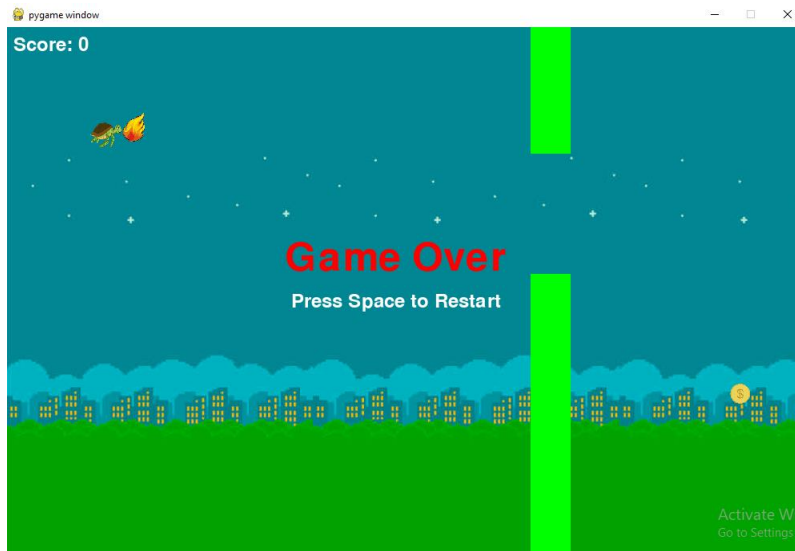 pygame window
Score: 0
Game Over
Press Space to Restart
$
Activate W
Go to Settings